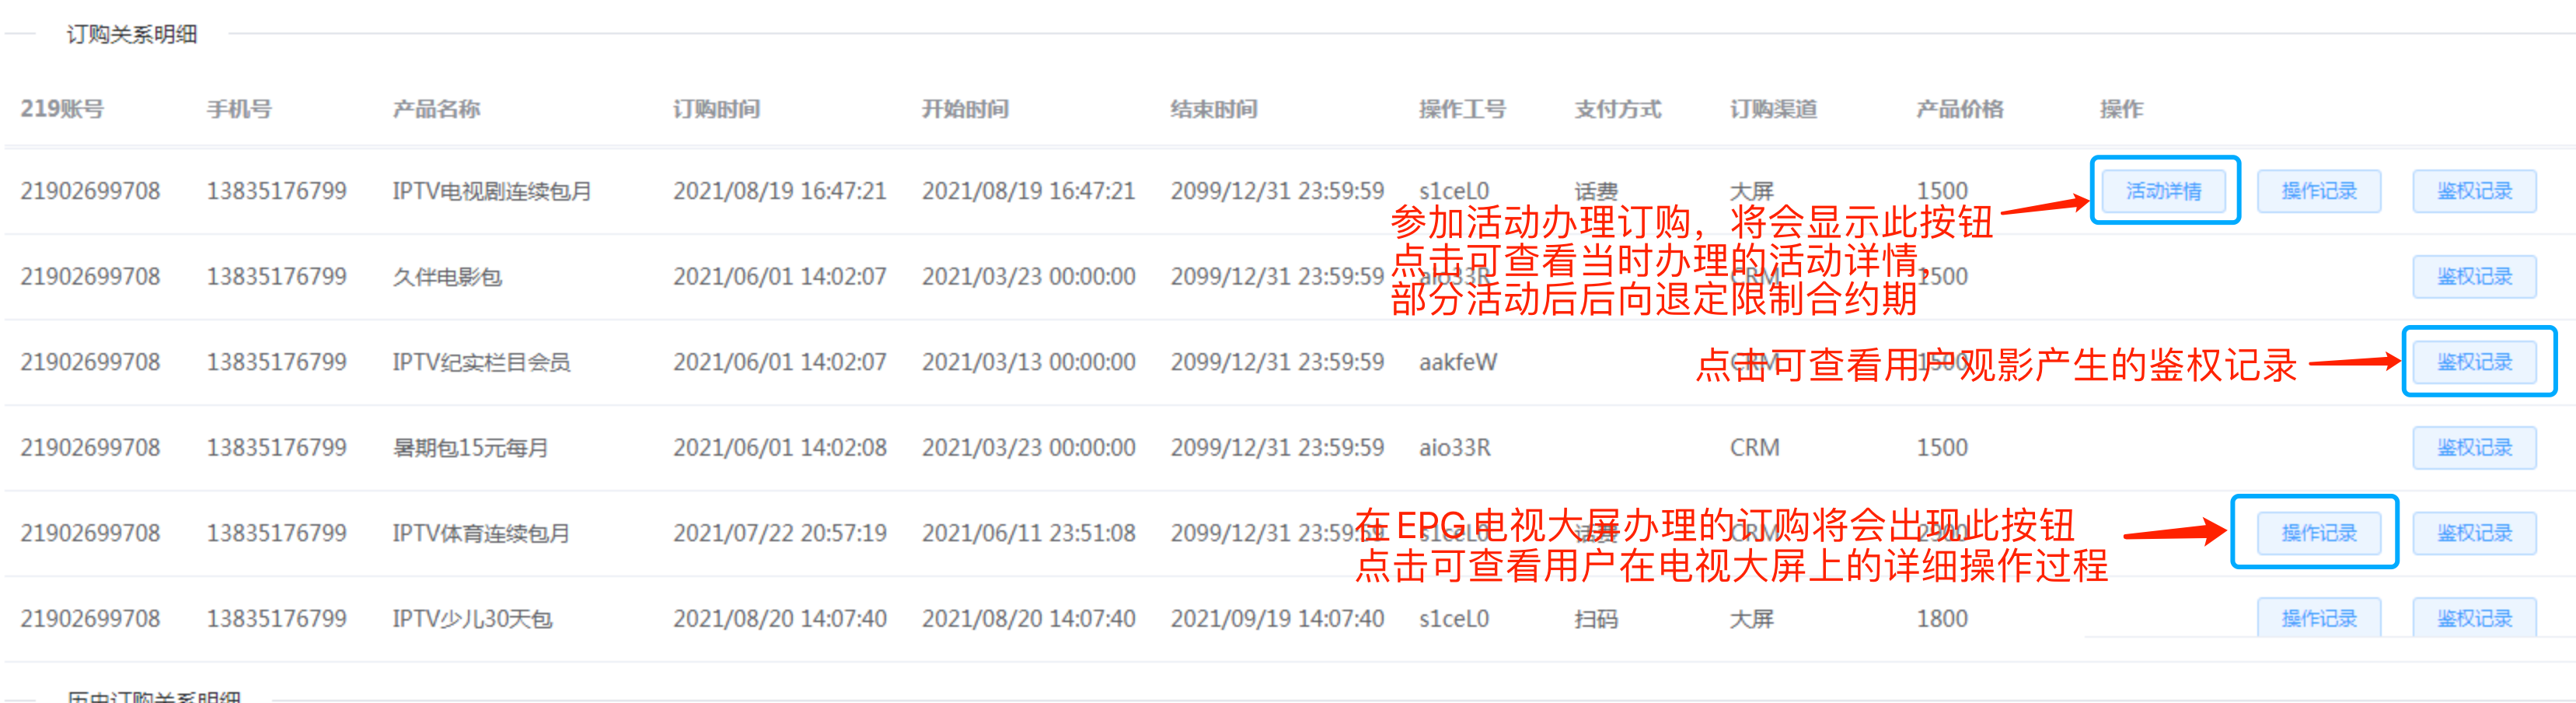 订购关系明细
219账号 手机号 产品名称 订购时间 开始时间 结束时间 操作工号 支付方式 订购渠道 产品价格 操作
21902699708 13835176799 IPTV电视剧连续包月 2021/08/19 16:47:21 2021/08/19 16:47:21 2099/12/31 23:59:59 s1ceL0 话费 大屏 1500 活动详情 操作记录 鉴权记录
参加活动办理订购，将会显示此按钮
点击可查看当时办理的活动详情，
部分活动后后向退定限制合约期
21902699708 13835176799 久伴电影包 2021/06/01 14:02:07 2021/03/23 00:00:00 2099/12/31 23:59:59 aio33R CRM 1500 鉴权记录
21902699708 13835176799 IPTV纪实栏目会员 2021/06/01 14:02:07 2021/03/13 00:00:00 2099/12/31 23:59:59 aakfeW CRM 1500 鉴权记录
点击可查看用户观影产生的鉴权记录
21902699708 13835176799 暑期包15元每月 2021/06/01 14:02:08 2021/03/23 00:00:00 2099/12/31 23:59:59 aio33R CRM 1500 鉴权记录
21902699708 13835176799 IPTV体育连续包月 2021/07/22 20:57:19 2021/06/11 23:51:08 2099/12/31 23:59:59 s1ceL0 话费 CRM 操作记录 鉴权记录
在EPG电视大屏办理的订购将会出现此按钮
点击可查看用户在电视大屏上的详细操作过程
21902699708 13835176799 IPTV少儿30天包 2021/08/20 14:07:40 2021/08/20 14:07:40 2021/09/19 14:07:40 s1ceL0 扫码 大屏 1800 操作记录 鉴权记录
历史订购关系明细